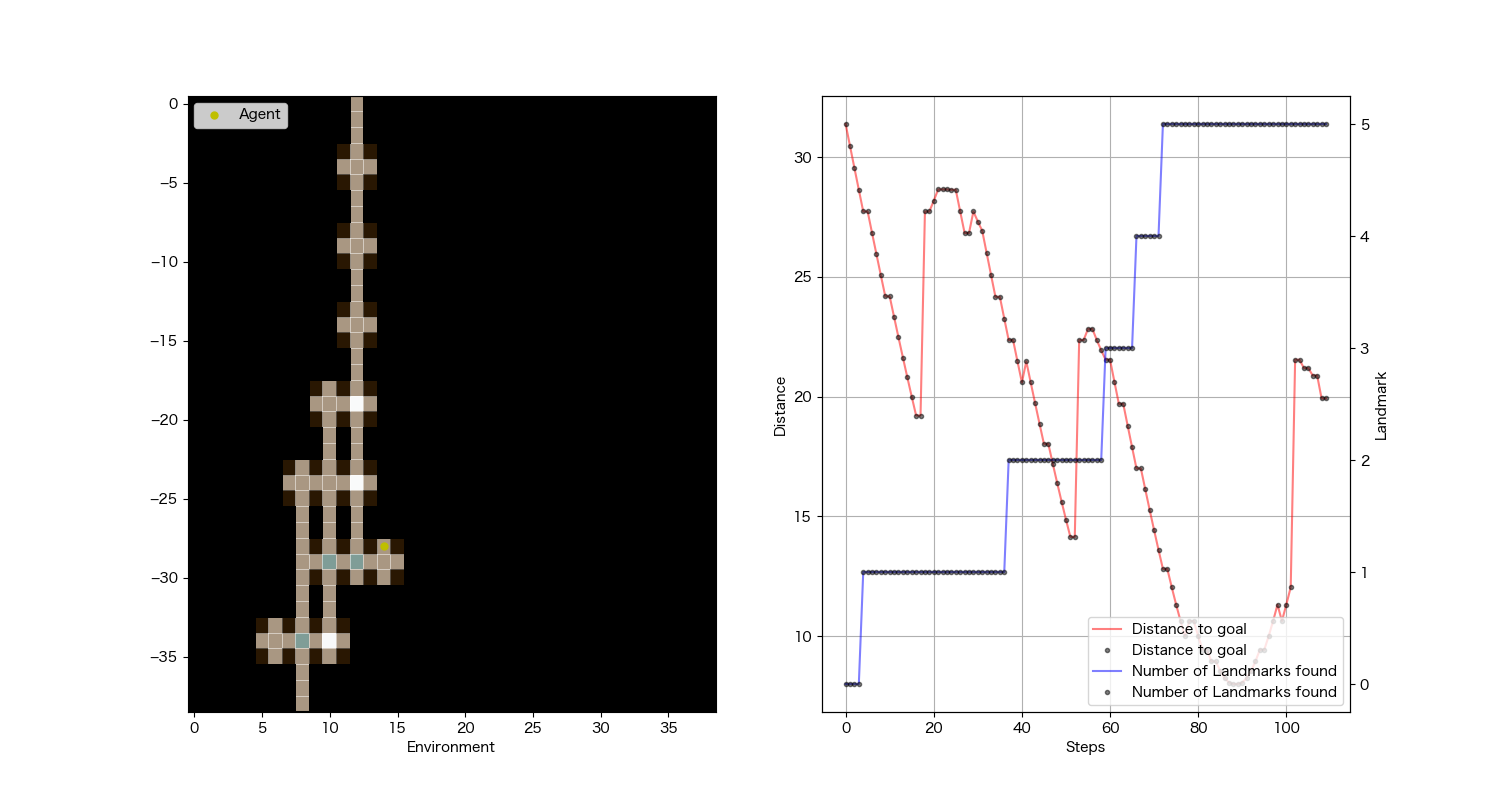 Agent
0
−5
−10
−15
−20
−25
−30
−35
0 5 10 15 20 25 30 35
Environment
Distance
30
25
20
15
10
0 20 40 60 80 100
Steps
5
4
3
2
1
0
Landmark
Distance to goal
Distance to goal
Number of Landmarks found
Number of Landmarks found